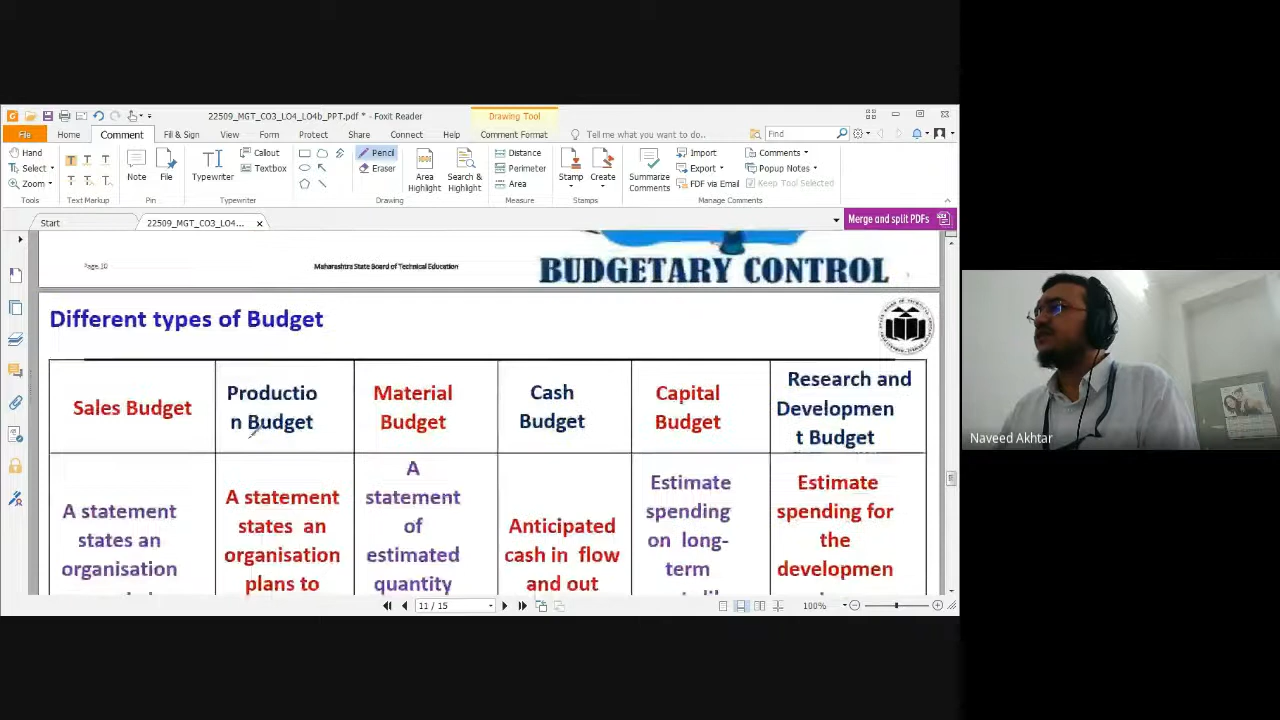 22509_MGT_CO3_LO4_LO4b_PPT.pdf * - Foxit Reader
Drawing Tool
File Home Comment Fill & Sign View Form Protect Share Connect Help Comment Format Tell me what you want to do.. Find
Hand
Select
Zoom
Tools
T T T
T T T
Text Markup
Note
File
Pin
Typewriter
Callout
Textbox
Typewriter
Pencil
Eraser
Area
Highlight
Search &
Highlight
Drawing
Distance
Perimeter
Area
Measure
Stamp
Create
Stamps
Summarize
Comments
Import
Export
FDF via Email
Comments
Popup Notes
Keep Tool Selected
Manage Comments
Start
22509_MGT_CO3_LO4...
Merge and split PDFs
Page 10
Maharashtra State Board of Technical Education
BUDGETARY CONTROL
Different types of Budget
Sales Budget
Productio
n Budget
Material
Budget
Cash
Budget
Capital
Budget
Research and
Developmen
t Budget
A statement
states an
organisation
A statement
states an
organisation
plans to
A
statement
of
estimated
quantity
Anticipated
cash in flow
and out
Estimate
spending
on long-
term
Estimate
spending for
the
developmen
11 / 15
100%
Naveed Akhtar